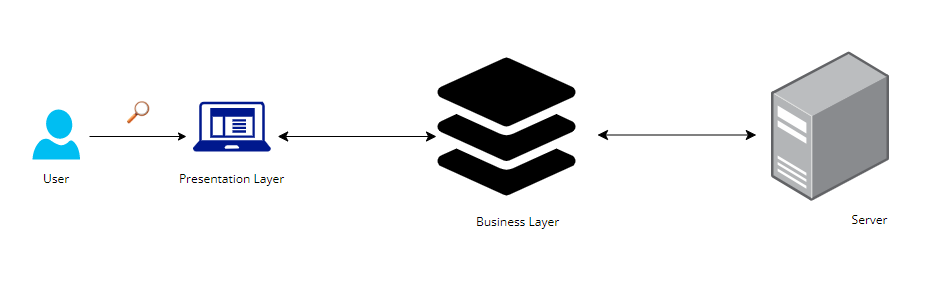 User
Presentation Layer
Business Layer
Server